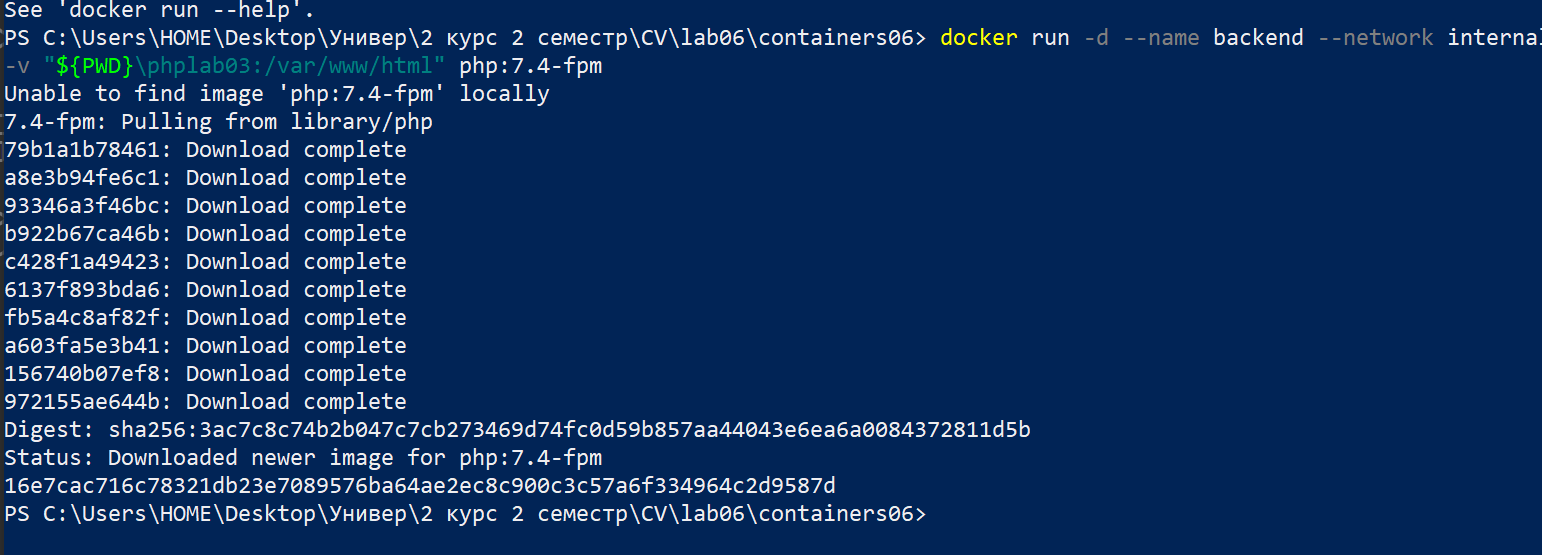 See 'docker run --help'.
PS C:\Users\HOME\Desktop\Универ\2 курс 2 семестр\CV\lab06\containers06> docker run -d --name backend --network internal
-v "${PWD}\phplab03:/var/www/html" php:7.4-fpm
Unable to find image 'php:7.4-fpm' locally
7.4-fpm: Pulling from library/php
79b1a1b78461: Download complete
a8e3b94fe6c1: Download complete
93346a3f46bc: Download complete
b922b67ca46b: Download complete
c428f1a49423: Download complete
6137f893bda6: Download complete
fb5a4c8af82f: Download complete
a603fa5e3b41: Download complete
156740b07ef8: Download complete
972155ae644b: Download complete
Digest: sha256:3ac7c8c74b2b047c7cb273469d74fc0d59b857aa44043e6ea6a0084372811d5b
Status: Downloaded newer image for php:7.4-fpm
16e7cac716c78321db23e7089576ba64ae2ec8c900c3c57a6f334964c2d9587d
PS C:\Users\HOME\Desktop\Универ\2 курс 2 семестр\CV\lab06\containers06>